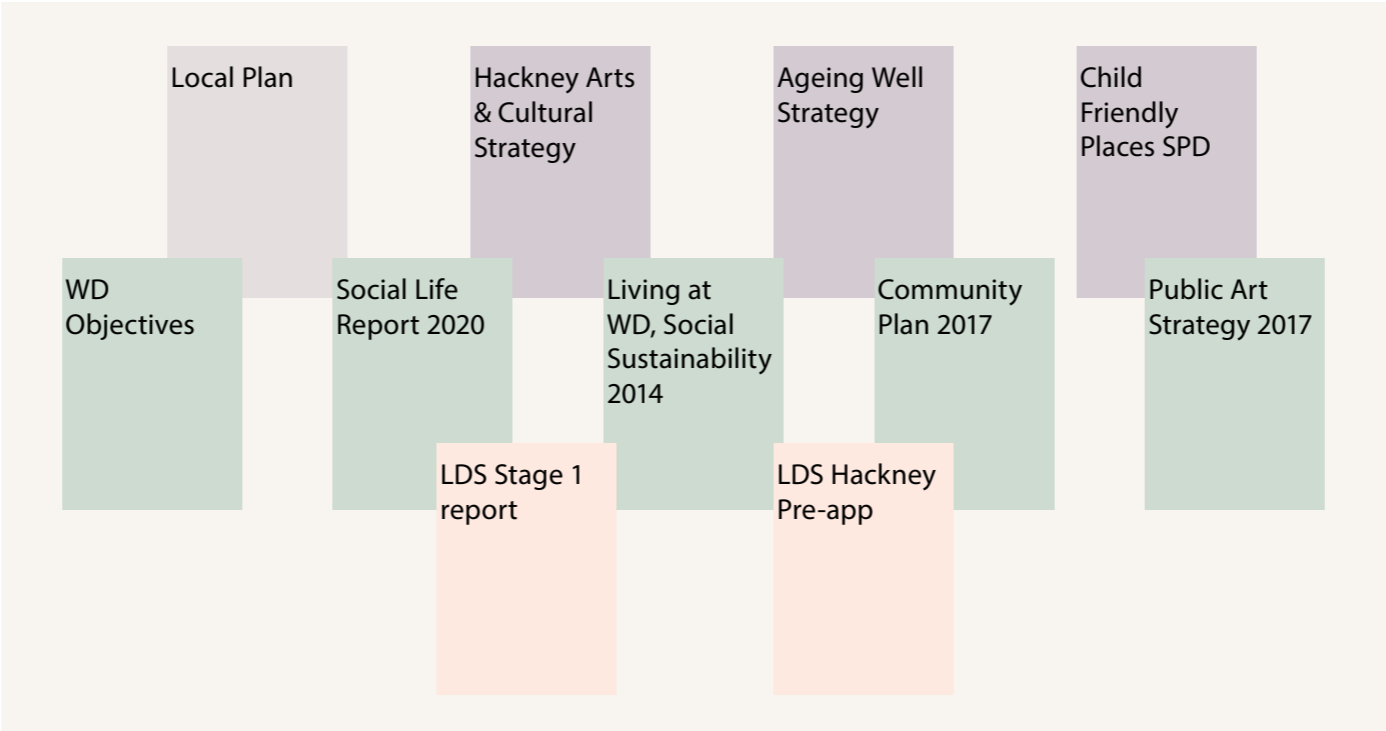 Local Plan
Hackney Arts
& Cultural
Strategy
Ageing Well
Strategy
Child
Friendly
Places SPD
WD
Objectives
Social Life
Report 2020
Living at
WD, Social
Sustainability
2014
Community
Plan 2017
Public Art
Strategy 2017
LDS Stage 1
report
LDS Hackney
Pre-app